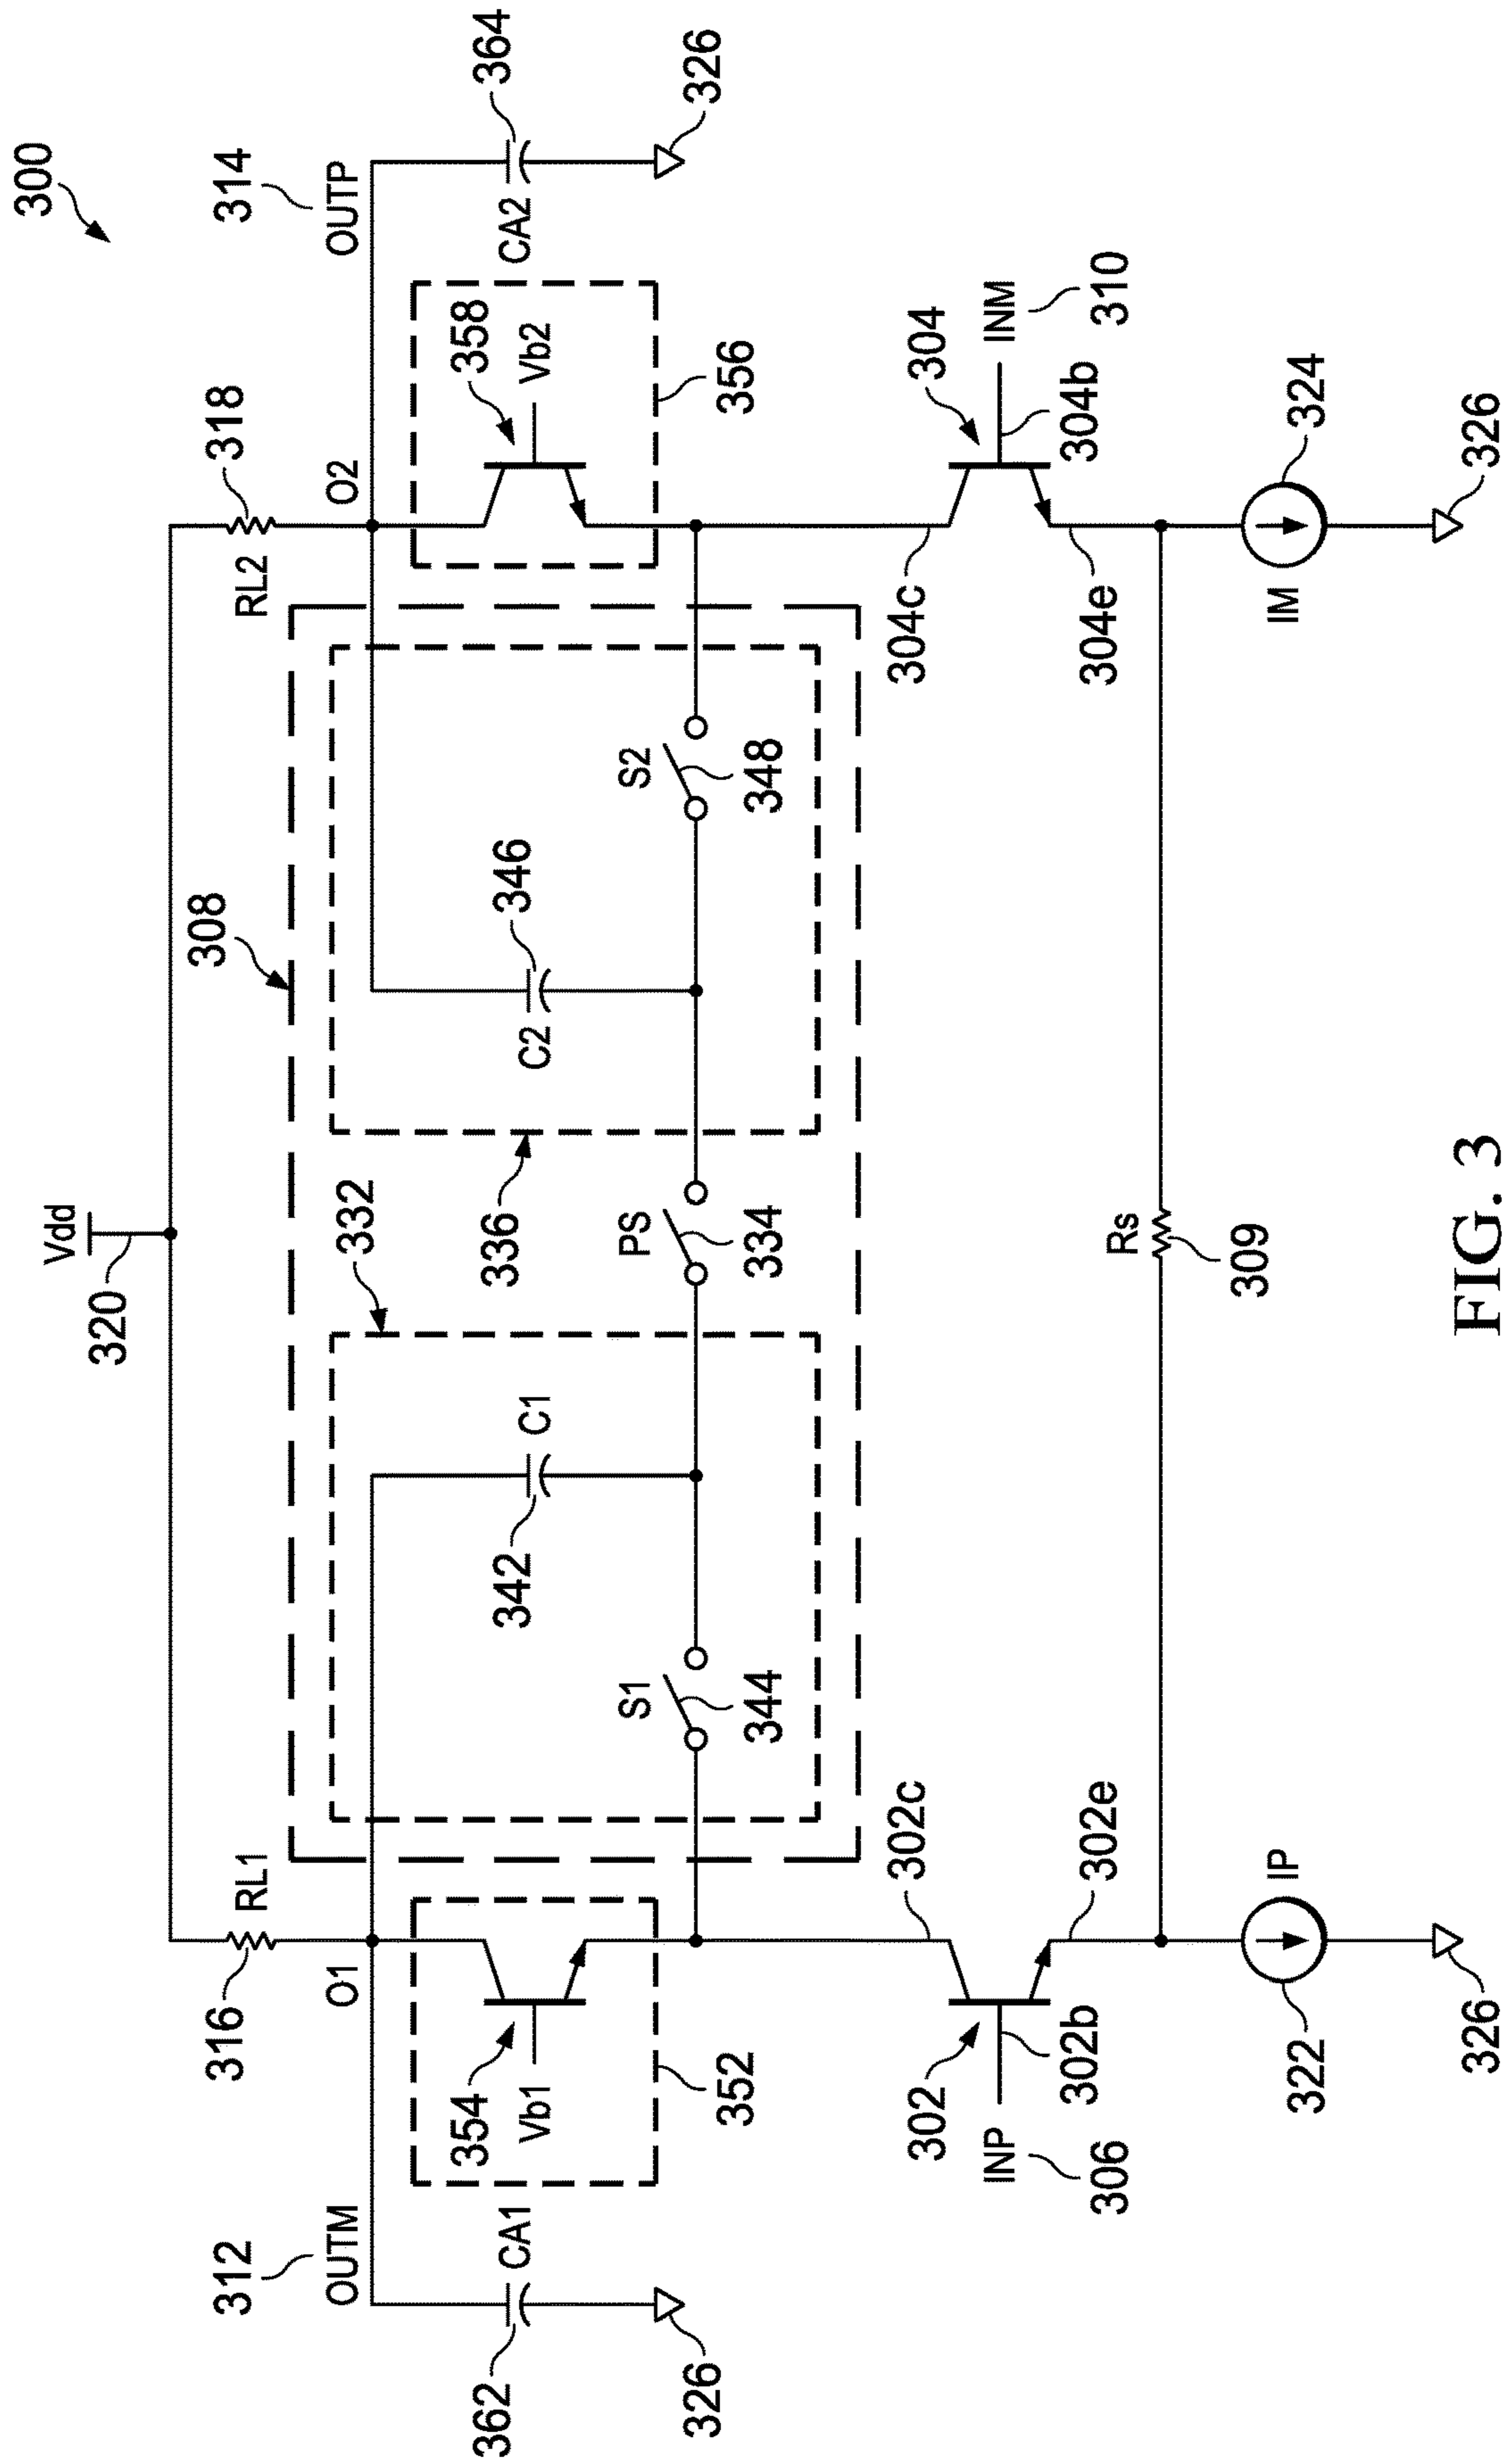 300
Vdd
320
312
OUTM
316
RL1
O1
RL2
318
O2
314
OUTP
308
332
336
362
CA1
354
Vb1
342
C1
C2
346
358
Vb2
CA2
364
326
352
S1
344
PS
334
S2
348
356
326
302
302c
304c
304
INP
306
302b
302e
Rs
309
304e
304b
INM
310
322
IP
IM
324
326
326
FIG. 3